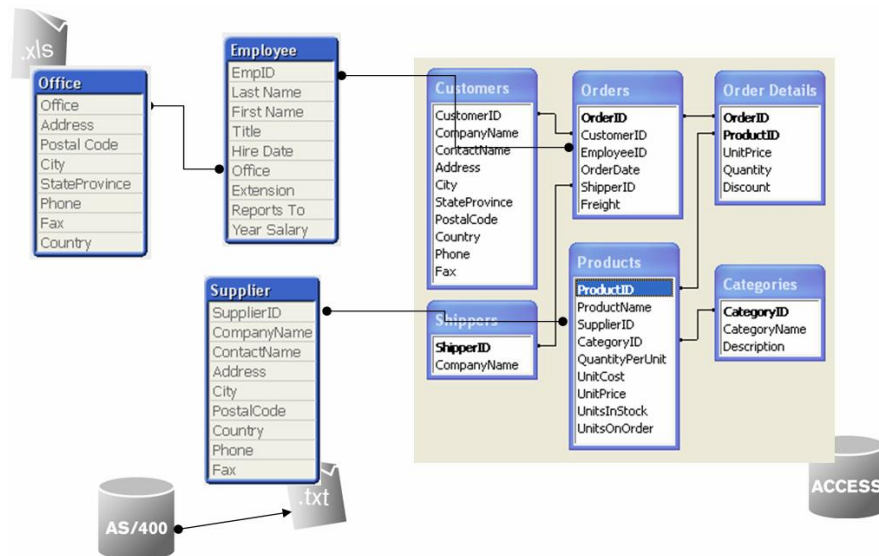 .xls
Office
Office
Address
Postal Code
City
StateProvince
Phone
Fax
Country
Employee
EmpID
Last Name
First Name
Title
Hire Date
Office
Extension
Reports To
Year Salary
Customers
CustomerID
CompanyName
ContactName
Address
City
StateProvince
PostalCode
Country
Phone
Fax
Orders
OrderID
CustomerID
EmployeeID
OrderDate
ShipperID
Freight
Order Details
OrderID
ProductID
UnitPrice
Quantity
Discount
Supplier
SupplierID
CompanyName
ContactName
Address
City
PostalCode
Country
Phone
Fax
Shippers
ShipperID
CompanyName
Products
ProductID
ProductName
SupplierID
CategoryID
QuantityPerUnit
UnitCost
UnitPrice
UnitsInStock
UnitsOnOrder
Categories
CategoryID
CategoryName
Description
AS/400
.txt
ACCESS